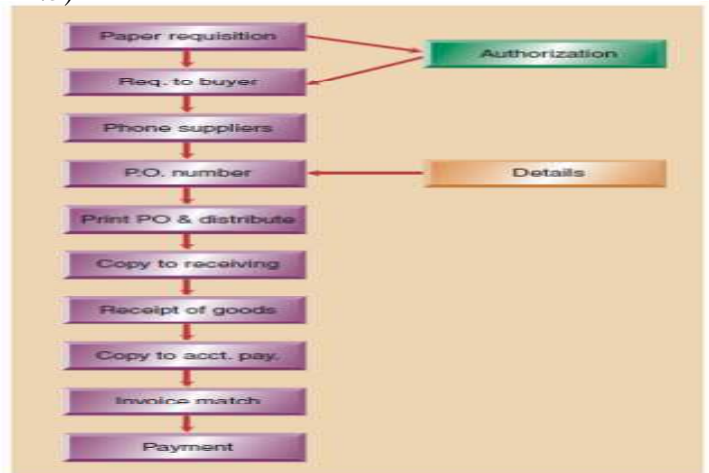 Paper requisition
Authorization
Req. to buyer
Phone suppliers
P.O. number
Details
Print PO & distribute
Copy to receiving
Receipt of goods
Copy to acct. pay.
Invoice match
Payment